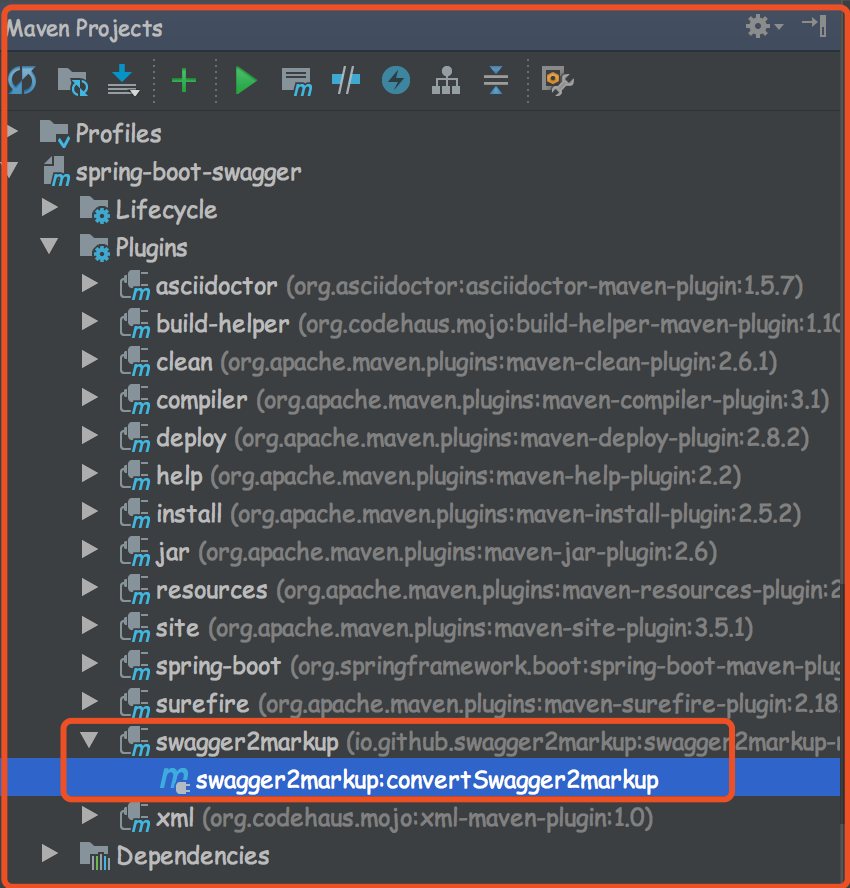 Maven Projects
Profiles
spring-boot-swagger
Lifecycle
Plugins
asciidoctor (org.asciidoctor:asciidoctor-maven-plugin:1.5.7)
build-helper (org.codehaus.mojo:build-helper-maven-plugin:1.10
clean (org.apache.maven.plugins:maven-clean-plugin:2.6.1)
compiler (org.apache.maven.plugins:maven-compiler-plugin:3.1)
deploy (org.apache.maven.plugins:maven-deploy-plugin:2.8.2)
help (org.apache.maven.plugins:maven-help-plugin:2.2)
install (org.apache.maven.plugins:maven-install-plugin:2.5.2)
jar (org.apache.maven.plugins:maven-jar-plugin:2.6)
resources (org.apache.maven.plugins:maven-resources-plugin:2
site (org.apache.maven.plugins:maven-site-plugin:3.5.1)
spring-boot (org.springframework.boot:spring-boot-maven-plug
surefire (org.apache.maven.plugins:maven-surefire-plugin:2.18.
swagger2markup (io.github.swagger2markup:swagger2markup-m
swagger2markup:convertSwagger2markup
xml (org.codehaus.mojo:xml-maven-plugin:1.0)
Dependencies